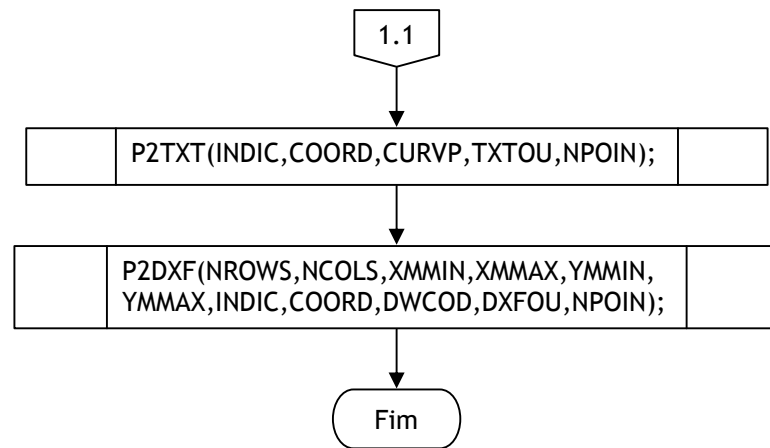 1.1
P2TXT(INDIC,COORD,CURVP,TXTOU,NPOIN);
P2DXF(NROWS,NCOLS,XMMIN,XMMAX,YMMIN,
YMMAX,INDIC,COORD,DWCOD,DXFOU,NPOIN);
Fim